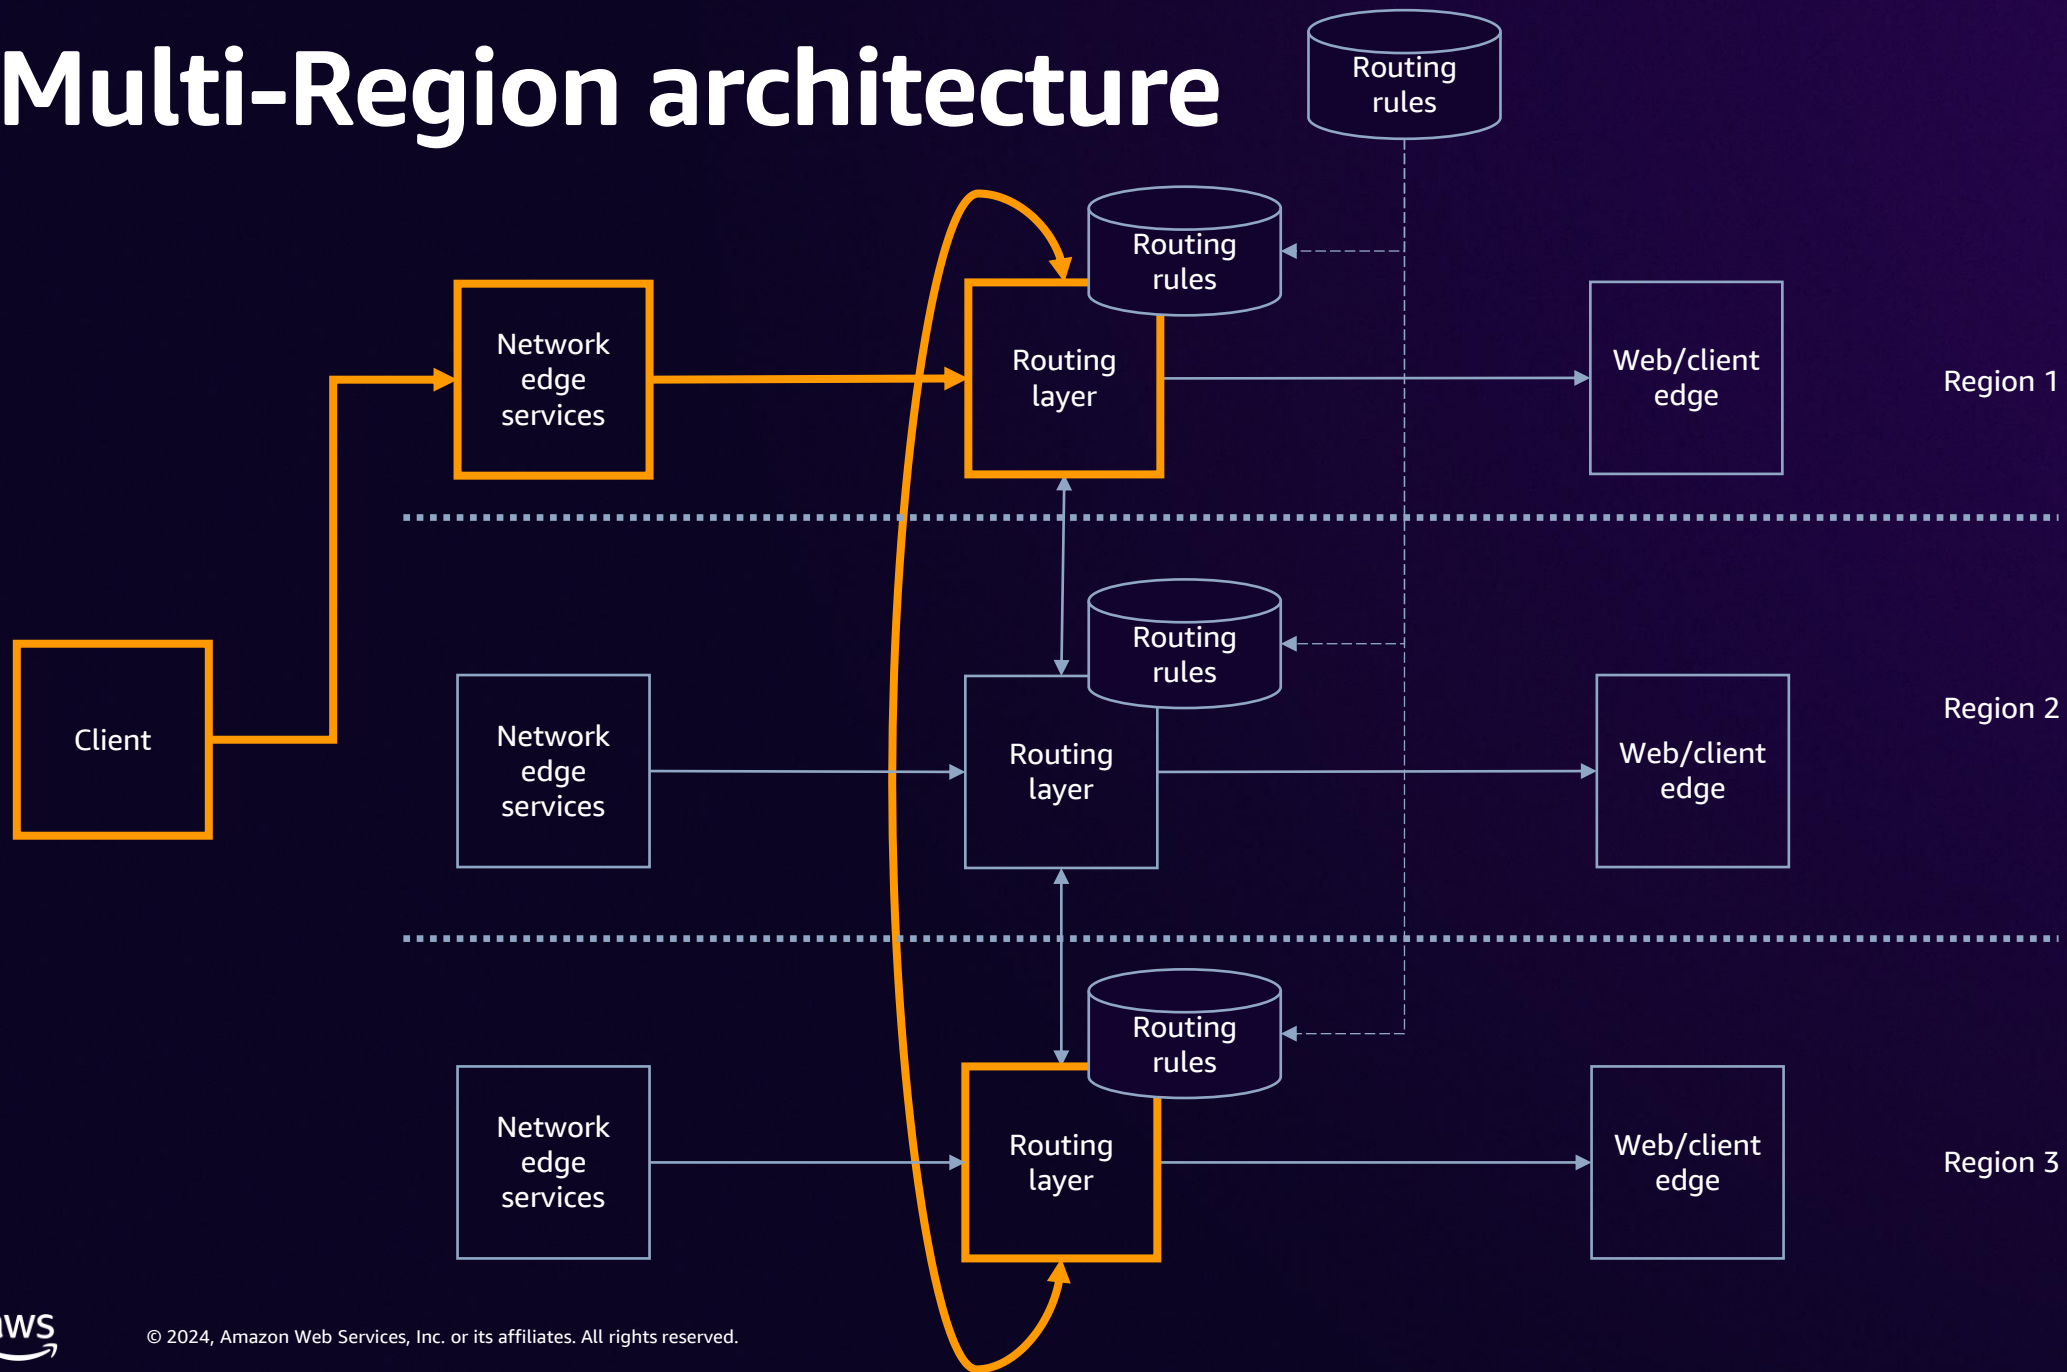 Multi-Region architecture
Routing
rules
Routing
rules
Network
edge
services
Routing
layer
Web/client
edge
Region 1
Routing
rules
Client
Network
edge
services
Routing
layer
Web/client
edge
Region 2
Routing
rules
Network
edge
services
Routing
layer
Web/client
edge
Region 3
aws
© 2024, Amazon Web Services, Inc. or its affiliates. All rights reserved.